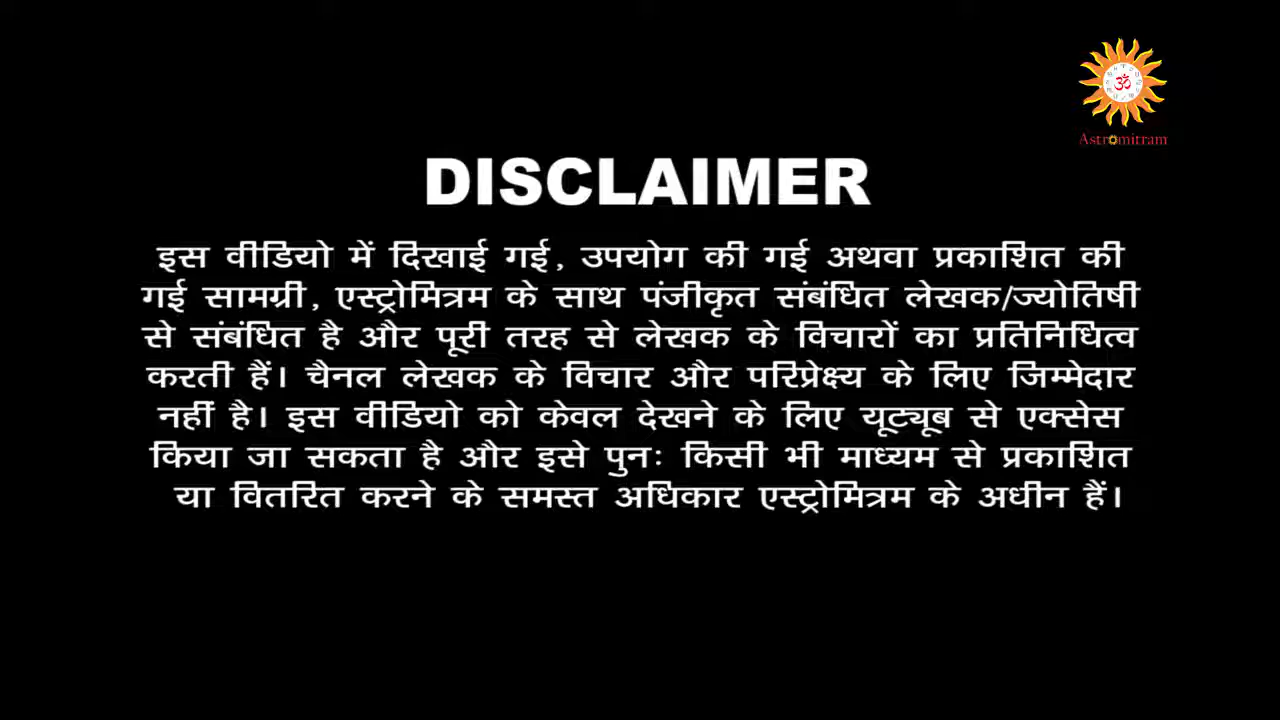 ॐ
Astromitram
DISCLAIMER
इस वीडियो में दिखाई गई, उपयोग की गई अथवा प्रकाशित की
गई सामग्री, एस्ट्रोमित्रम के साथ पंजीकृत संबंधित लेखक/ज्योतिषी
से संबंधित है और पूरी तरह से लेखक के विचारों का प्रतिनिधित्व
करती हैं। चैनल लेखक के विचार और परिप्रेक्ष्य के लिए जिम्मेदार
नहीं है। इस वीडियो को केवल देखने के लिए यूट्यूब से एक्सेस
किया जा सकता है और इसे पुनः किसी भी माध्यम से प्रकाशित
या वितरित करने के समस्त अधिकार एस्ट्रोमित्रम के अधीन हैं।